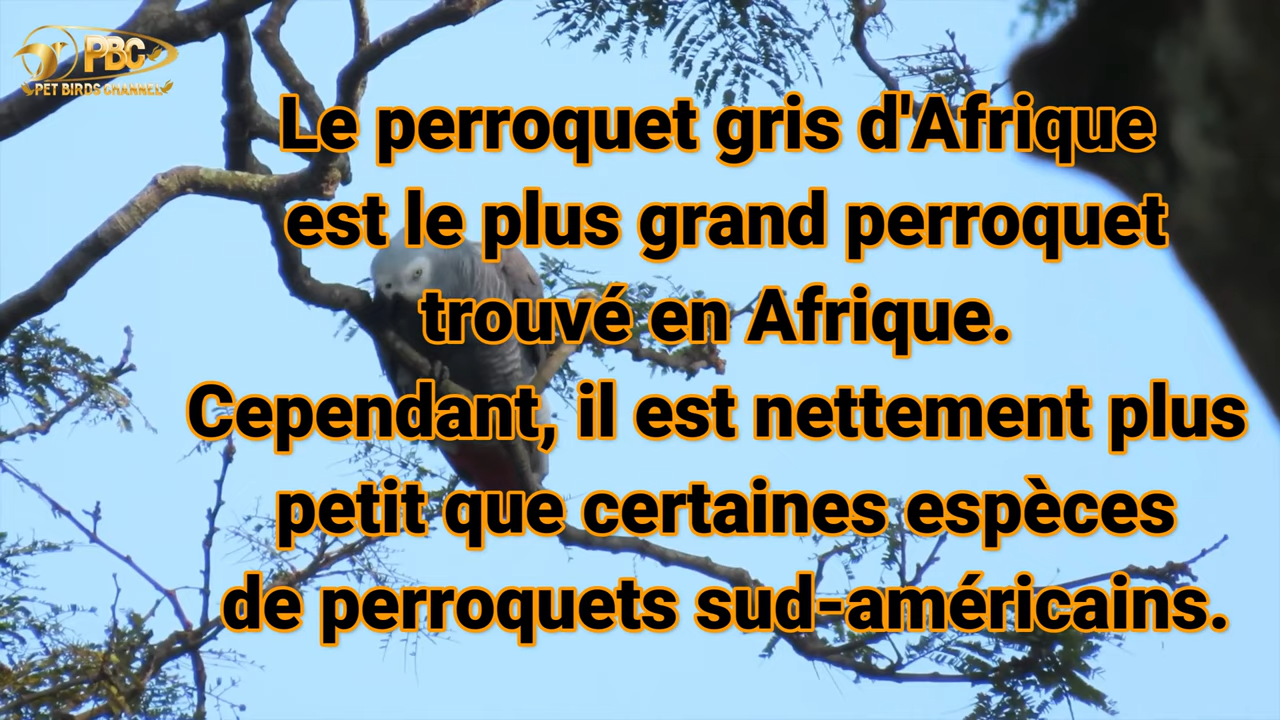 PBC
PET BIRDS CHANNEL
Le perroquet gris d'Afrique
est le plus grand perroquet
trouvé en Afrique.
Cependant, il est nettement plus
petit que certaines espèces
de perroquets sud-américains.